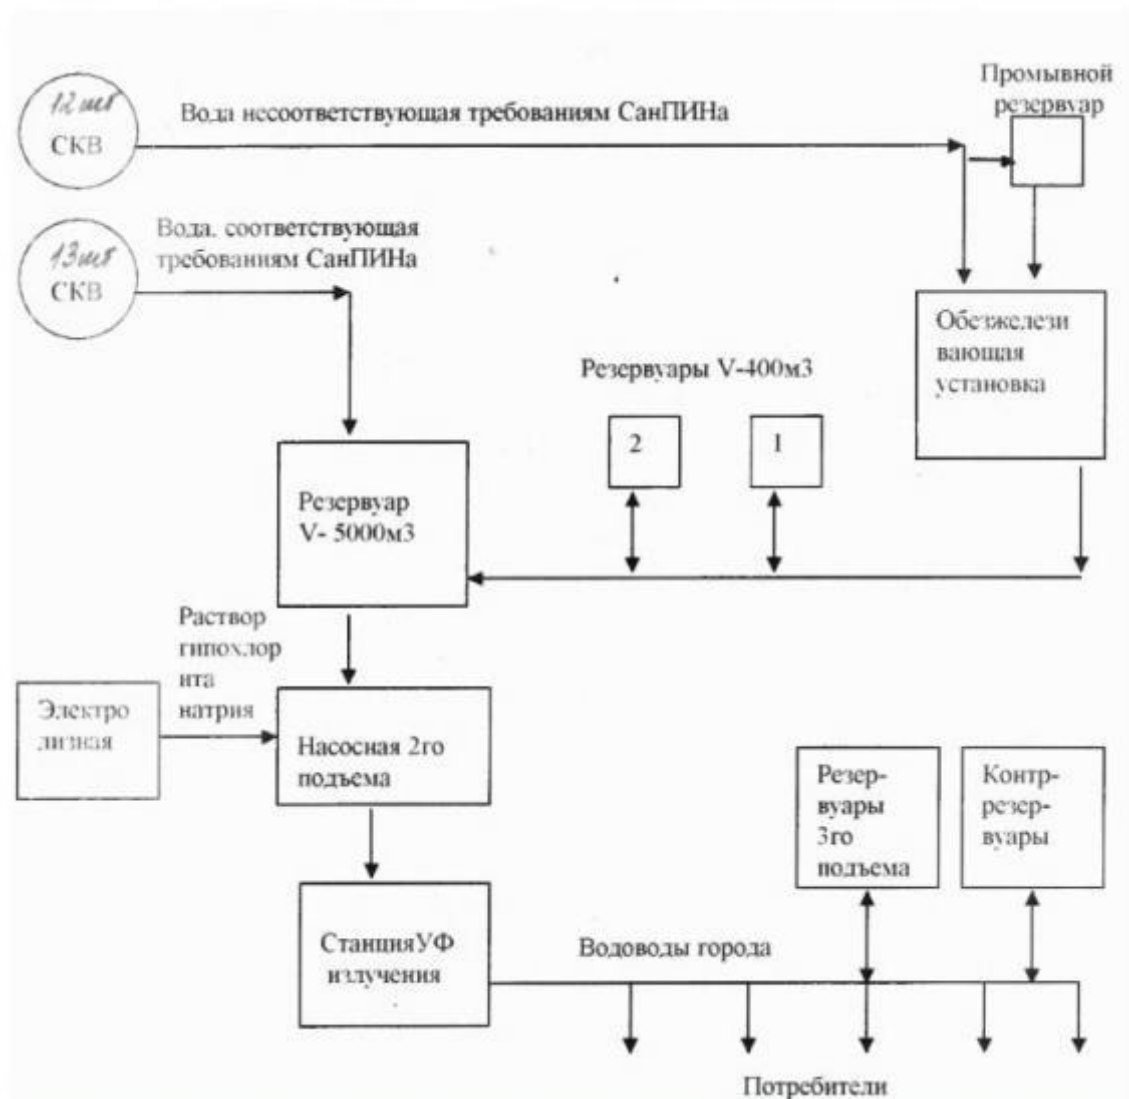 Промывной
резервуар
12 шт
СКВ
Вода несоответствующая требованиям СанПИНа
13 шт
СКВ
Вода, соответствующая
требованиям СанПИНа
Обезжелези
вающая
установка
Резервуары V-400м3
2
1
Резервуар
V- 5000м3
Раствор
гипохлор
ита
натрия
Электро
лизная
Насосная 2го
подъема
Резер-
вуары
3го
подъема
Контр-
резер-
вуары
СтанцияУФ
излучения
Водоводы города
Потребители